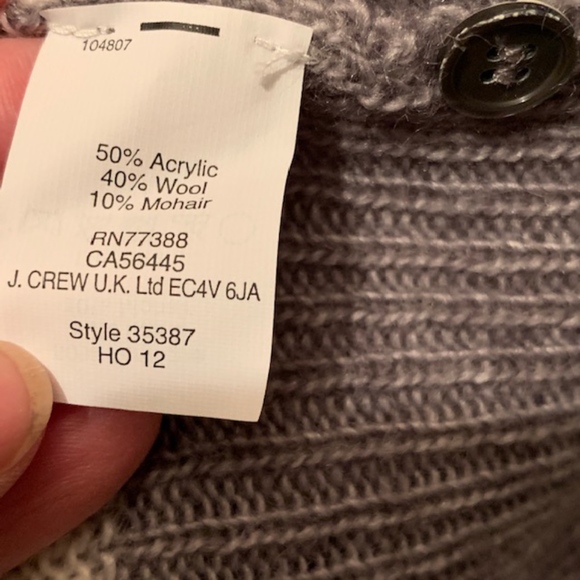 104807
50% Acrylic
40% Wool
10% Mohair
RN77388
CA56445
J. CREW U.K. Ltd EC4V 6JA
Style 35387
HO 12